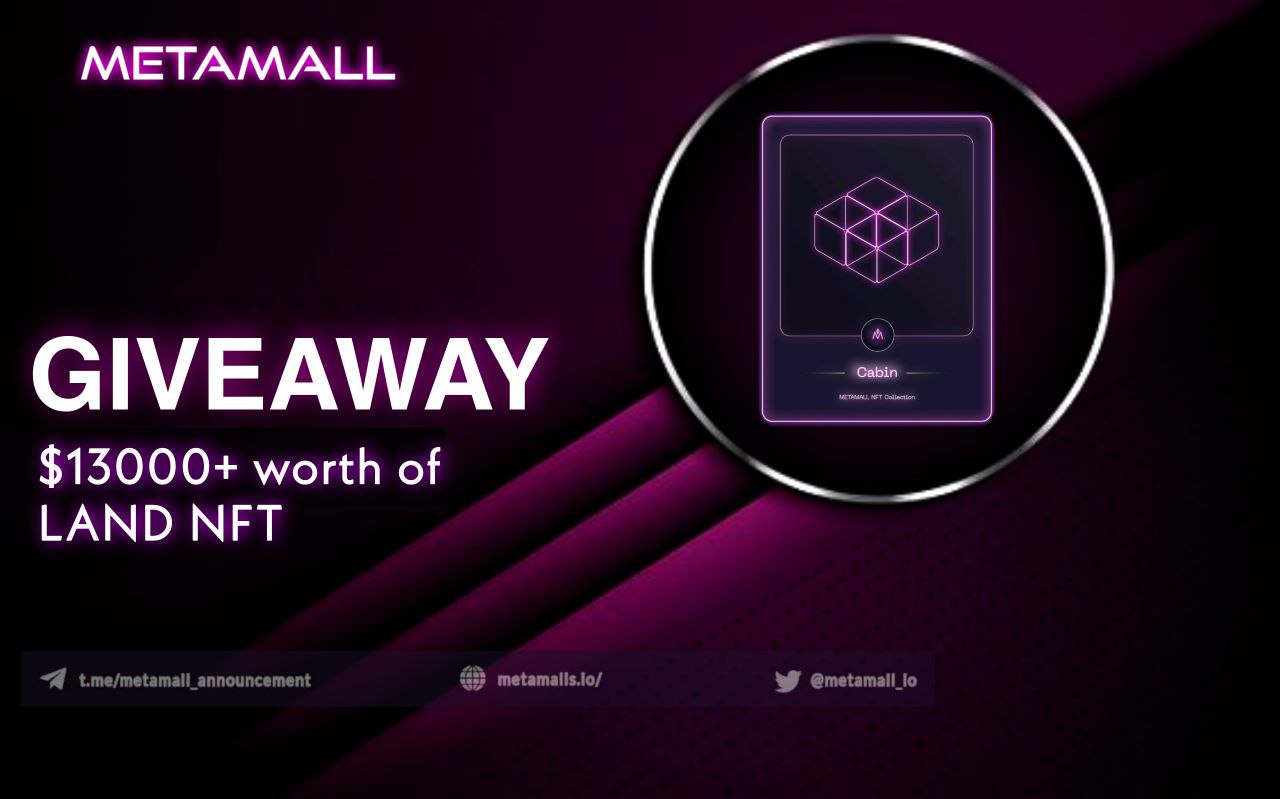 METAMALL
GIVEAWAY
$13000+ worth of
LAND NFT
Cabin
METAMALL NFT Collection
t.me/metamall_announcement
metamalls.io/
@metamall_io